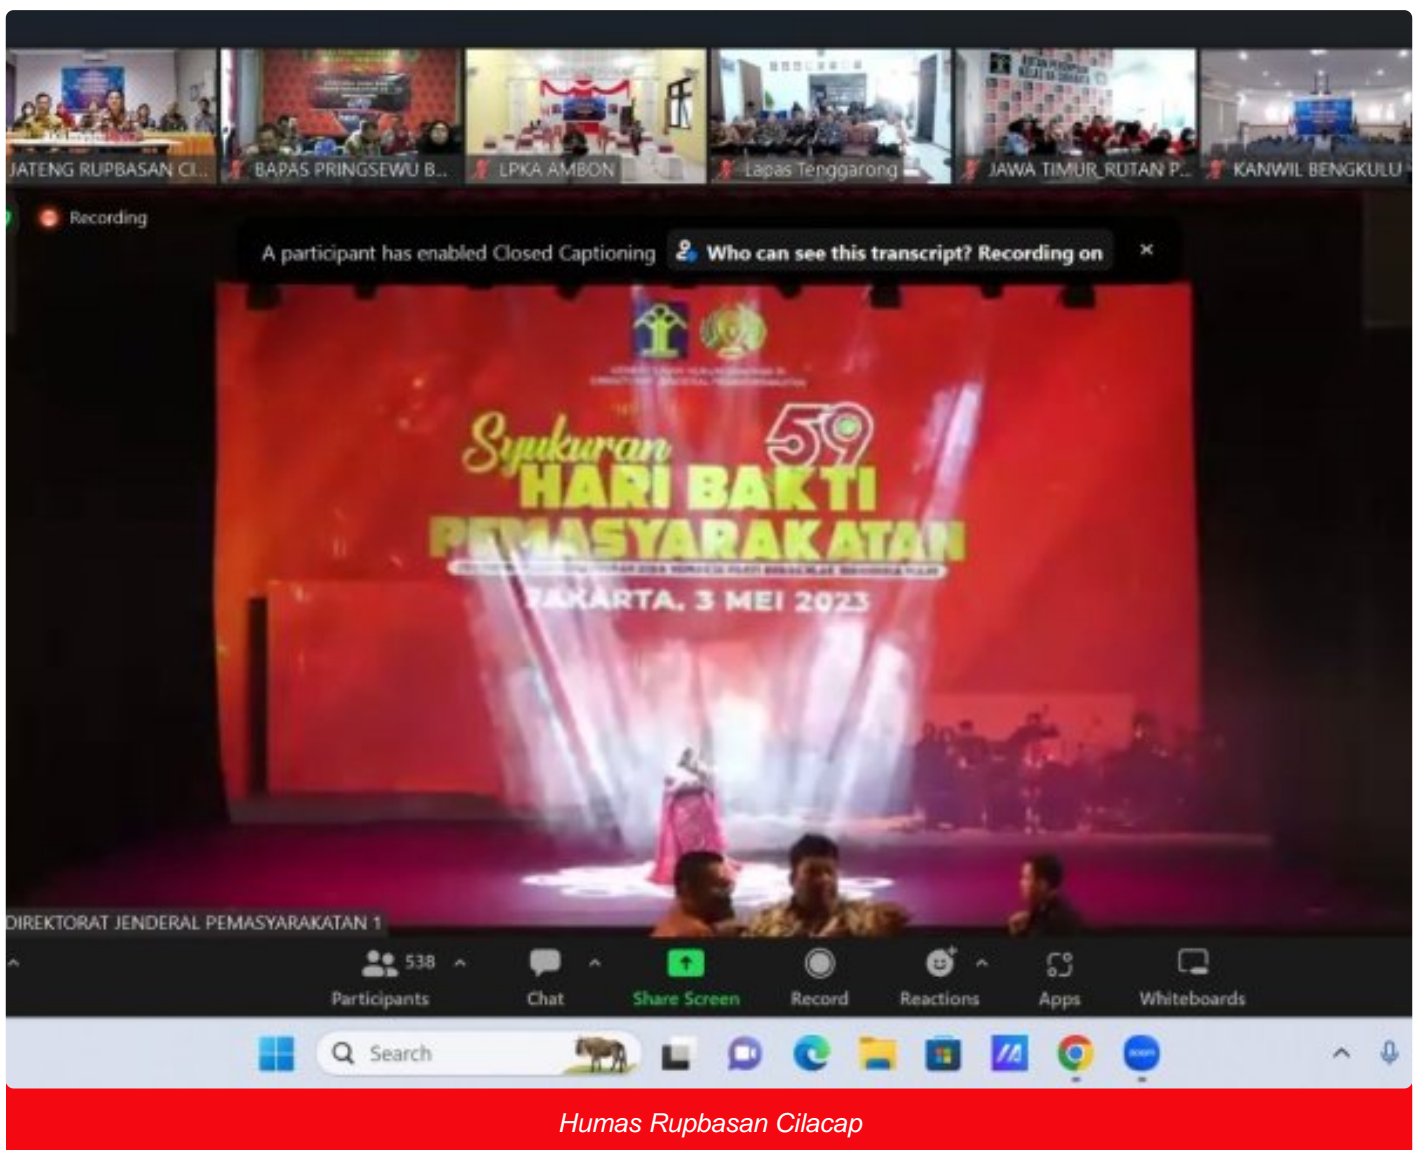 JATENG RUPBASAN CI...
BAPAS PRINGSEWU B...
LPKA AMBON
Lapas Tenggarong
JAWA TIMUR_RUTAN P...
KANWIL BENGKULU
Recording
A participant has enabled Closed Captioning
Who can see this transcript? Recording on
Syukuran 59
HARI BAKTI
PEMASYARAKATAN
JAKARTA, 3 MEI 2023
DIREKTORAT JENDERAL PEMASYARAKATAN 1
538
Participants
Chat
Share Screen
Record
Reactions
Apps
Whiteboards
Search
zoom
Humas Rupbasan Cilacap